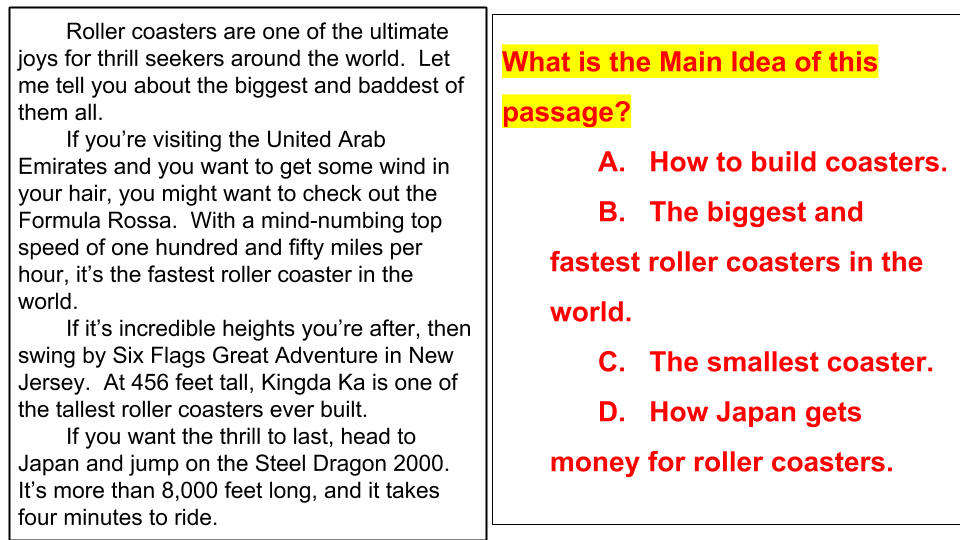 Roller coasters are one of the ultimate
joys for thrill seekers around the world.  Let
me tell you about the biggest and baddest of
them all.
If you’re visiting the United Arab
Emirates and you want to get some wind in
your hair, you might want to check out the
Formula Rossa.  With a mind-numbing top
speed of one hundred and fifty miles per
hour, it’s the fastest roller coaster in the
world.
If it’s incredible heights you’re after, then
swing by Six Flags Great Adventure in New
Jersey.  At 456 feet tall, Kingda Ka is one of
the tallest roller coasters ever built.
If you want the thrill to last, head to
Japan and jump on the Steel Dragon 2000.
It’s more than 8,000 feet long, and it takes
four minutes to ride.
What is the Main Idea of this
passage?
A. How to build coasters.
B. The biggest and
fastest roller coasters in the
world.
C. The smallest coaster.
D. How Japan gets
money for roller coasters.